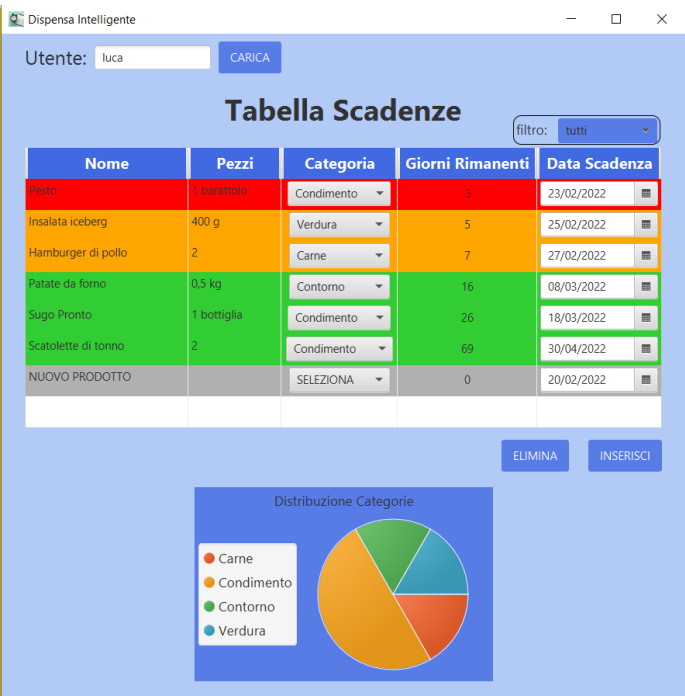 Dispensa Intelligente
Utente: luca CARICA
Tabella Scadenze
filtro: tutti
Nome Pezzi Categoria Giorni Rimanenti Data Scadenza
Pesto 1 barattolo Condimento 3 23/02/2022
Insalata iceberg 400 g Verdura 5 25/02/2022
Hamburger di pollo 2 Carne 7 27/02/2022
Patate da forno 0,5 kg Contorno 16 08/03/2022
Sugo Pronto 1 bottiglia Condimento 26 18/03/2022
Scatolette di tonno 2 Condimento 69 30/04/2022
NUOVO PRODOTTO SELEZIONA 0 20/02/2022
ELIMINA INSERISCI
Distribuzione Categorie
Carne
Condimento
Contorno
Verdura